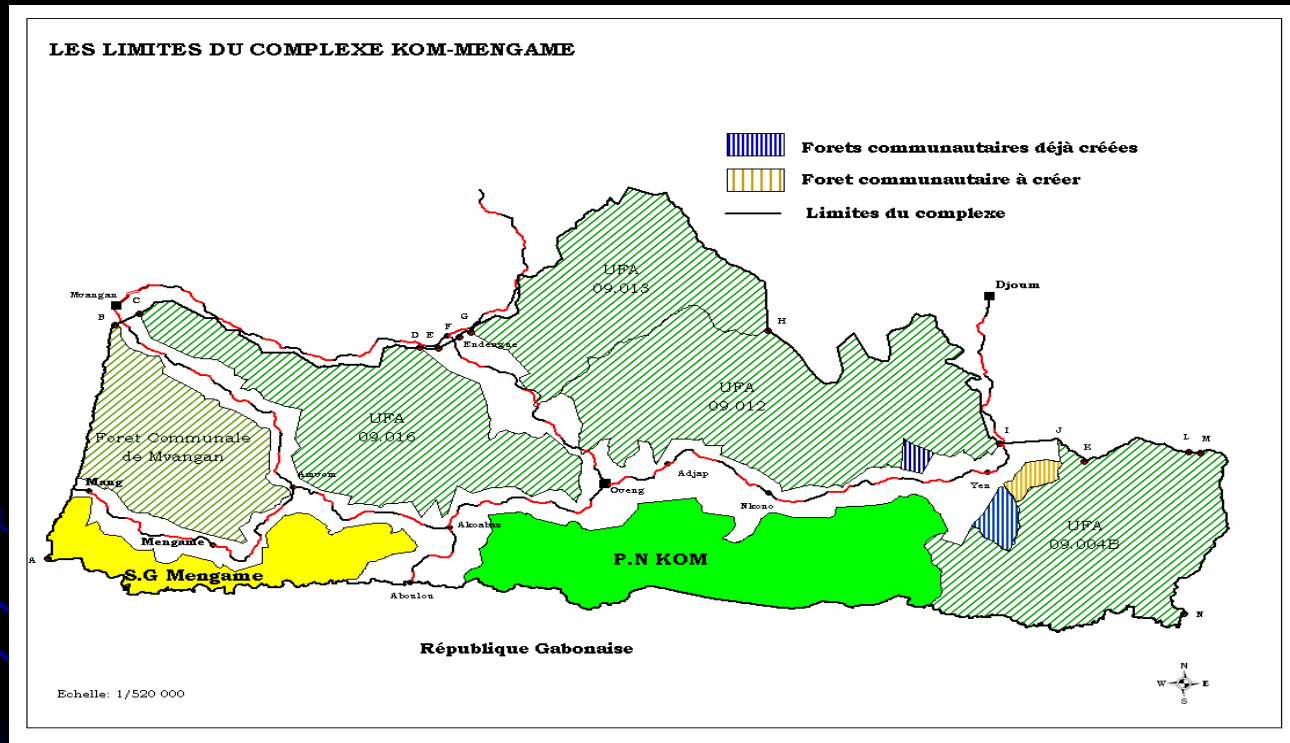 LES LIMITES DU COMPLEXE KOM-MENGAME
Forets communautaires déjà créées
Foret communautaire à créer
Limites du complexe
UFA
09.013
Djoum
Mvangan
C
B
G
F
D
E
Endengue
H
UFA
09.012
UFA
09.016
Foret Communale
de Mvangan
I
J
K
L
M
Adjap
Yen
Amvom
Mang
Oveng
Nkono
Akoabas
UFA
09.004B
Mengame
A
S.G Mengame
P.N KOM
Aboulou
N
République Gabonaise
Echelle: 1/520 000
N
W
E
S